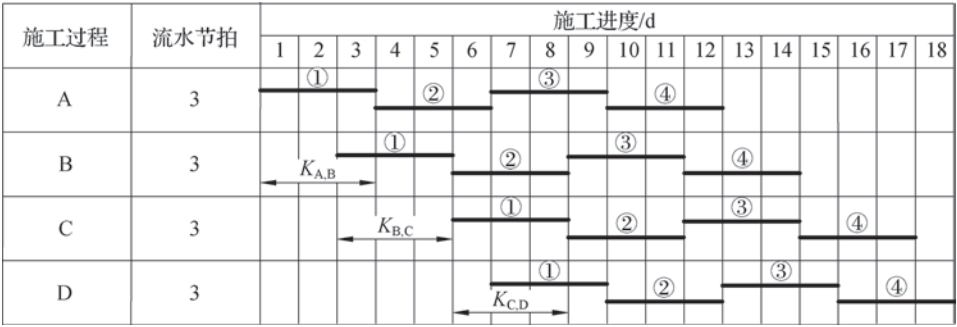 施工过程 流水节拍 施工进度/d
1 2 3 4 5 6 7 8 9 10 11 12 13 14 15 16 17 18
A 3 ① ② ③ ④
B 3 ① ② ③ ④
K_A,B
C 3 ① ② ③ ④
K_B,C
D 3 ① ② ③ ④
K_C,D